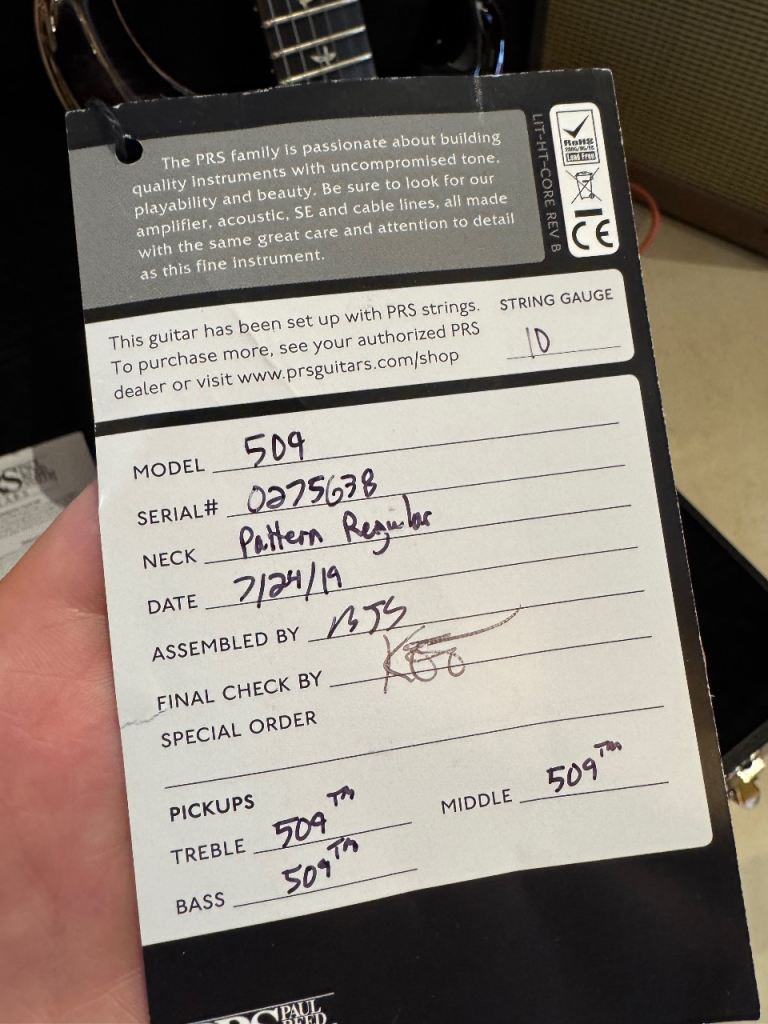 The PRS family is passionate about building
quality instruments with uncompromised tone,
playability and beauty. Be sure to look for our
amplifier, acoustic, SE and cable lines, all made
with the same great care and attention to detail
as this fine instrument.
LIT-HT-CORE REV B
RoHS
Lead Free
CE
This guitar has been set up with PRS strings.
To purchase more, see your authorized PRS
dealer or visit www.prsguitars.com/shop
STRING GAUGE
10
MODEL 509
SERIAL# 0275638
NECK Pattern Regular
DATE 7/24/19
ASSEMBLED BY BJS
FINAL CHECK BY
SPECIAL ORDER
PICKUPS
TREBLE 509™
MIDDLE 509™
BASS 509™
PRS PAUL
REED